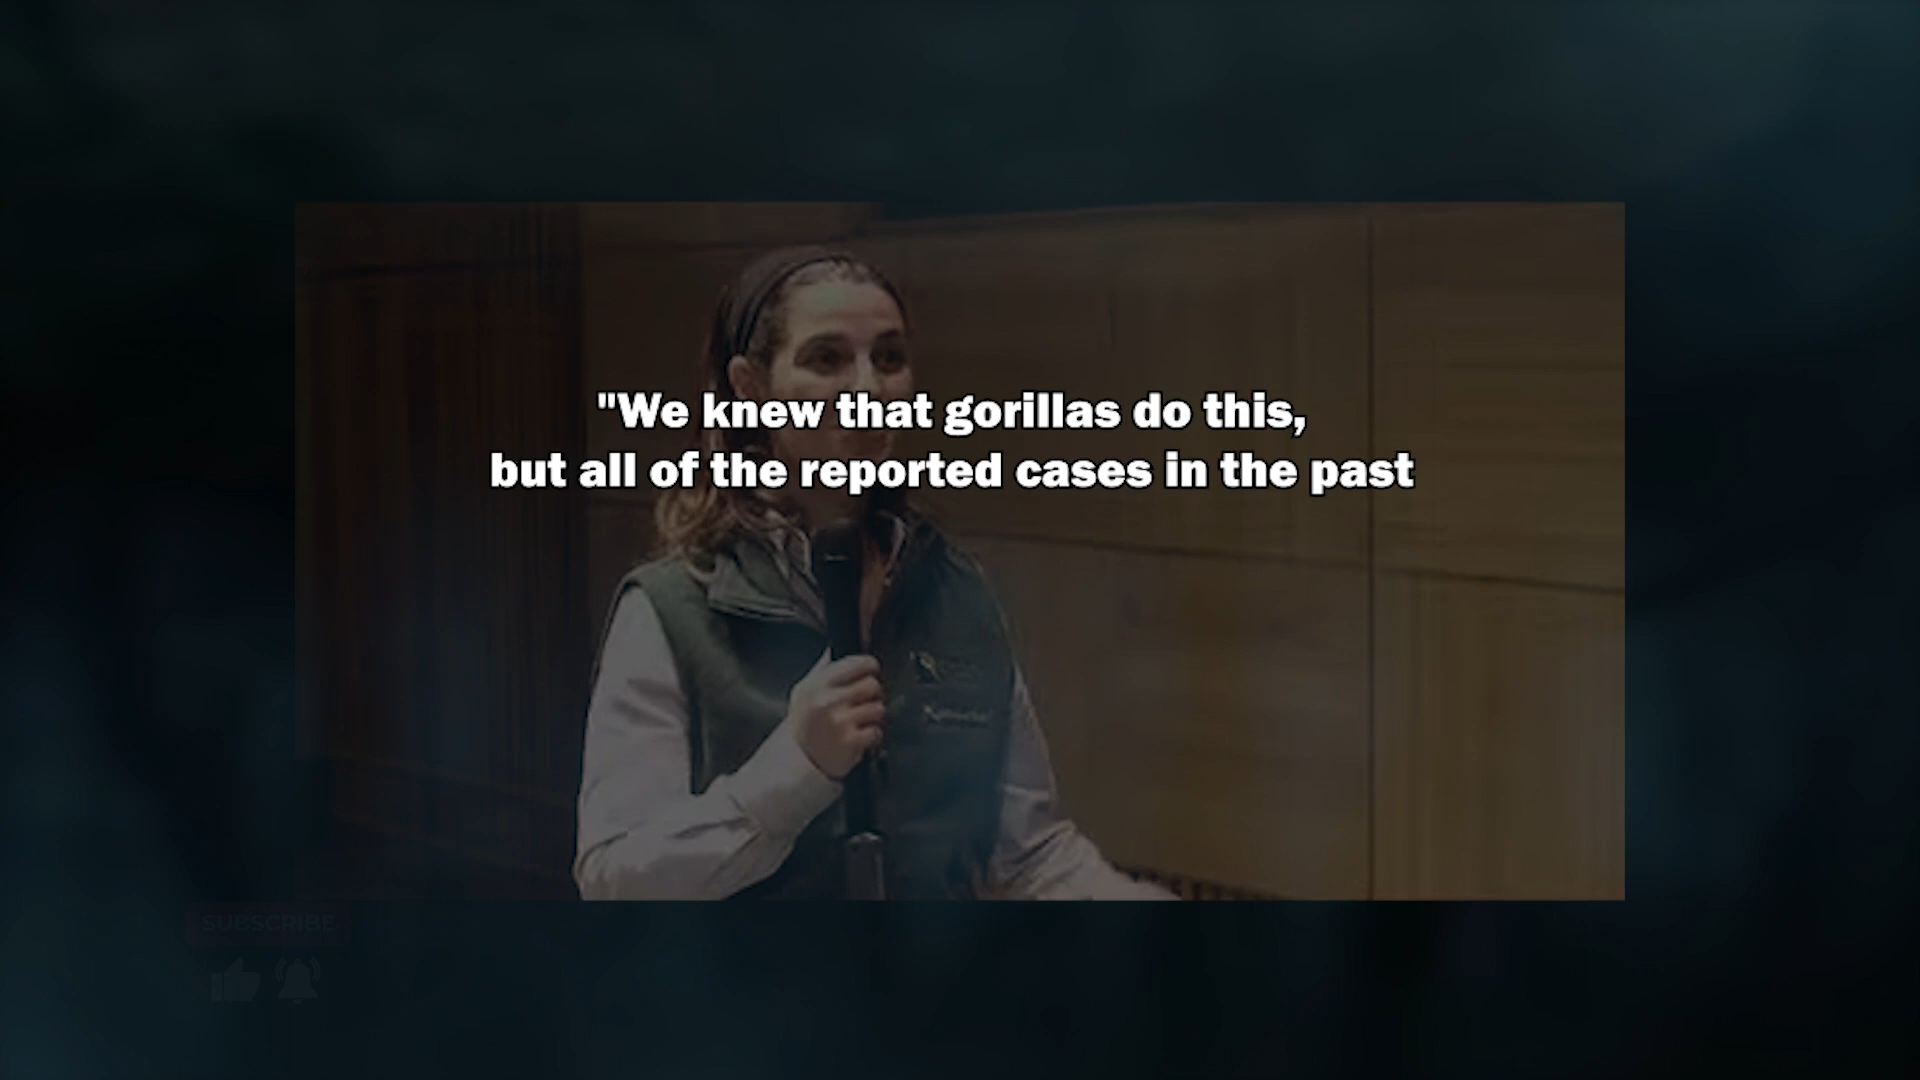 "We knew that gorillas do this,
but all of the reported cases in the past
SUBSCRIBE